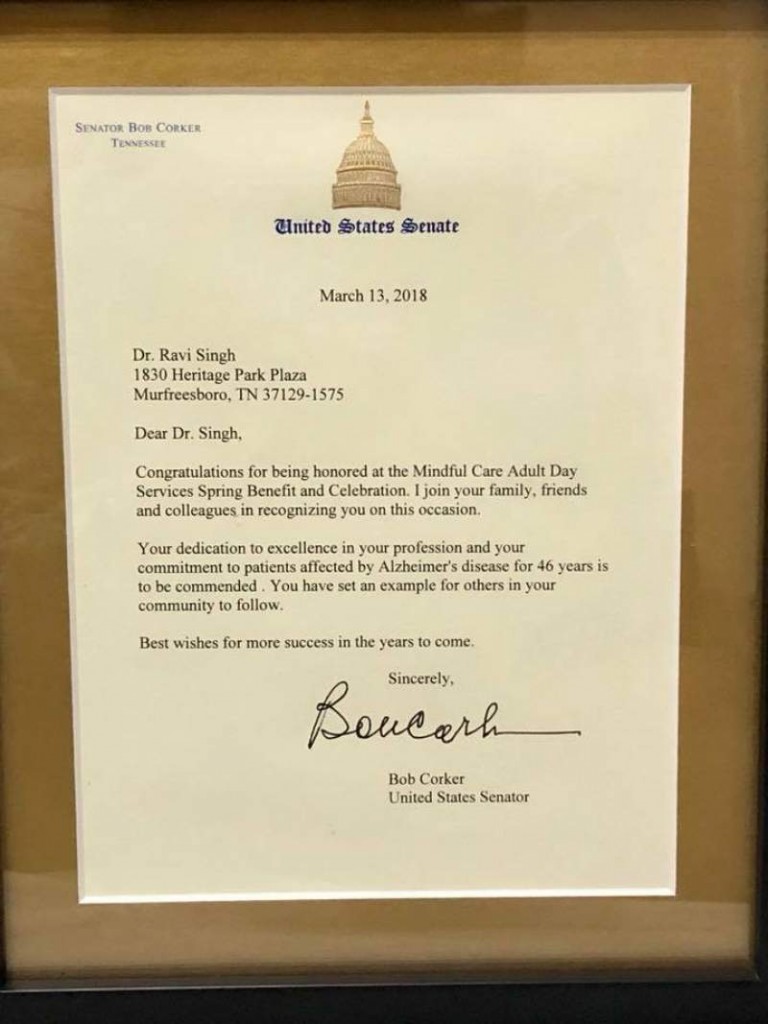 SENATOR BOB CORKER
TENNESSEE
United States Senate
March 13, 2018
Dr. Ravi Singh
1830 Heritage Park Plaza
Murfreesboro, TN 37129-1575
Dear Dr. Singh,
Congratulations for being honored at the Mindful Care Adult Day
Services Spring Benefit and Celebration. I join your family, friends
and colleagues in recognizing you on this occasion.
Your dedication to excellence in your profession and your
commitment to patients affected by Alzheimer's disease for 46 years is
to be commended . You have set an example for others in your
community to follow.
Best wishes for more success in the years to come.
Sincerely,
Bob Corker
Bob Corker
United States Senator